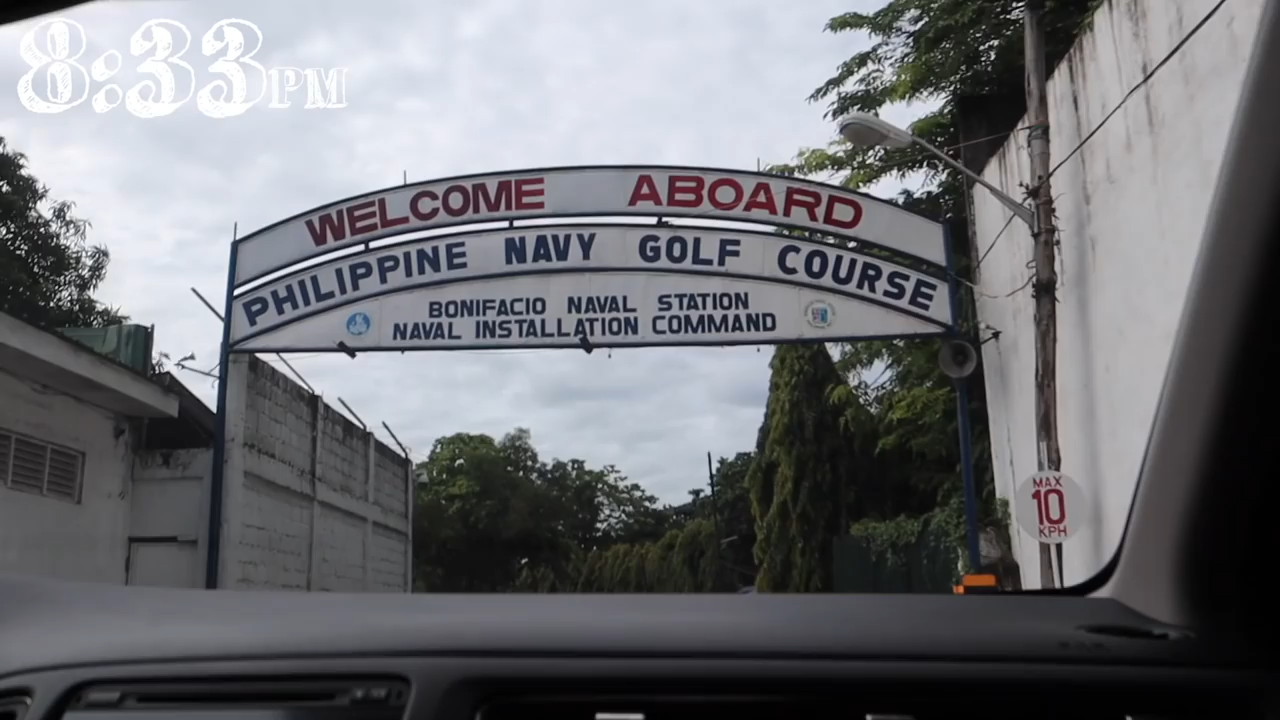 8:33PM
WELCOME ABOARD
PHILIPPINE NAVY GOLF COURSE
BONIFACIO NAVAL STATION
NAVAL INSTALLATION COMMAND
MAX
10
KPH